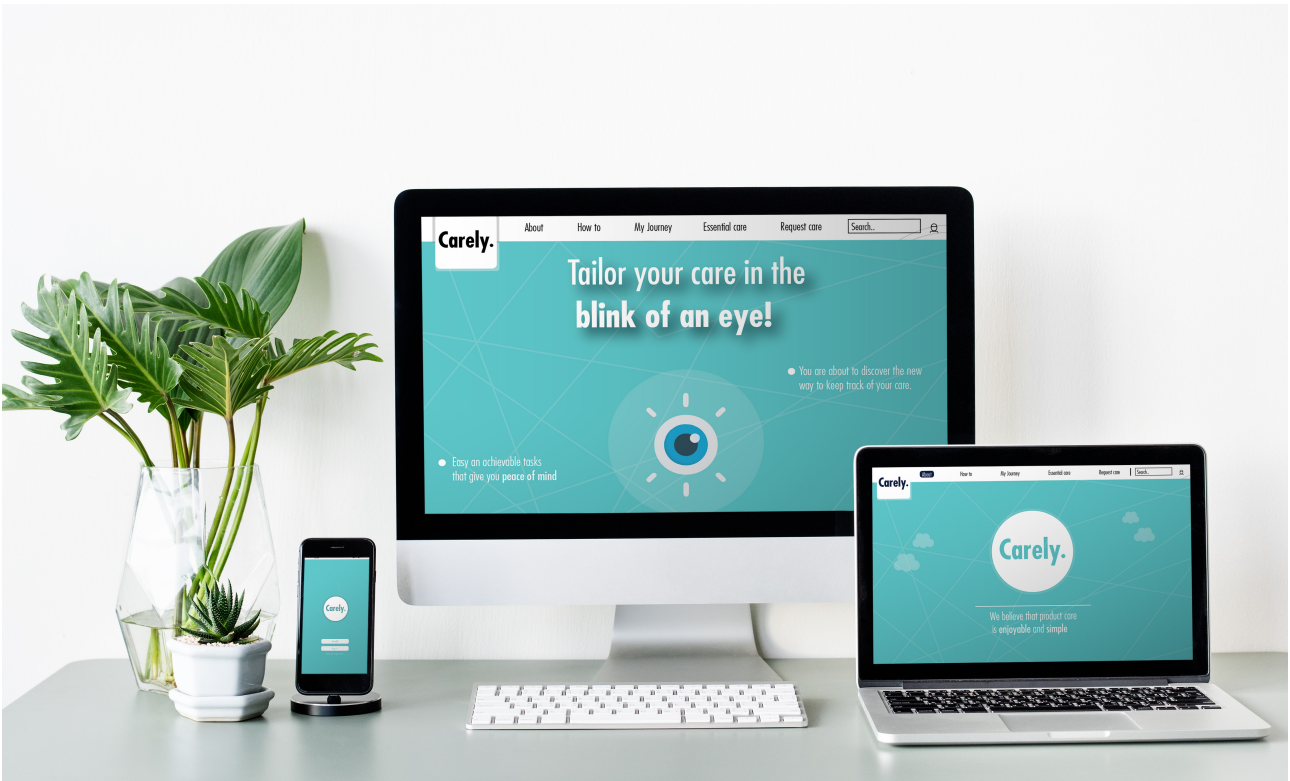 Carely.
About
How to
My Journey
Essential care
Request care
Search...
Tailor your care in the
blink of an eye!
You are about to discover the new
way to keep track of your care.
Easy an achievable tasks
that give you peace of mind
Carely.
Carely.
About
How to
My Journey
Essential care
Request care
Search...
Carely.
We believe that product care
is enjoyable and simple